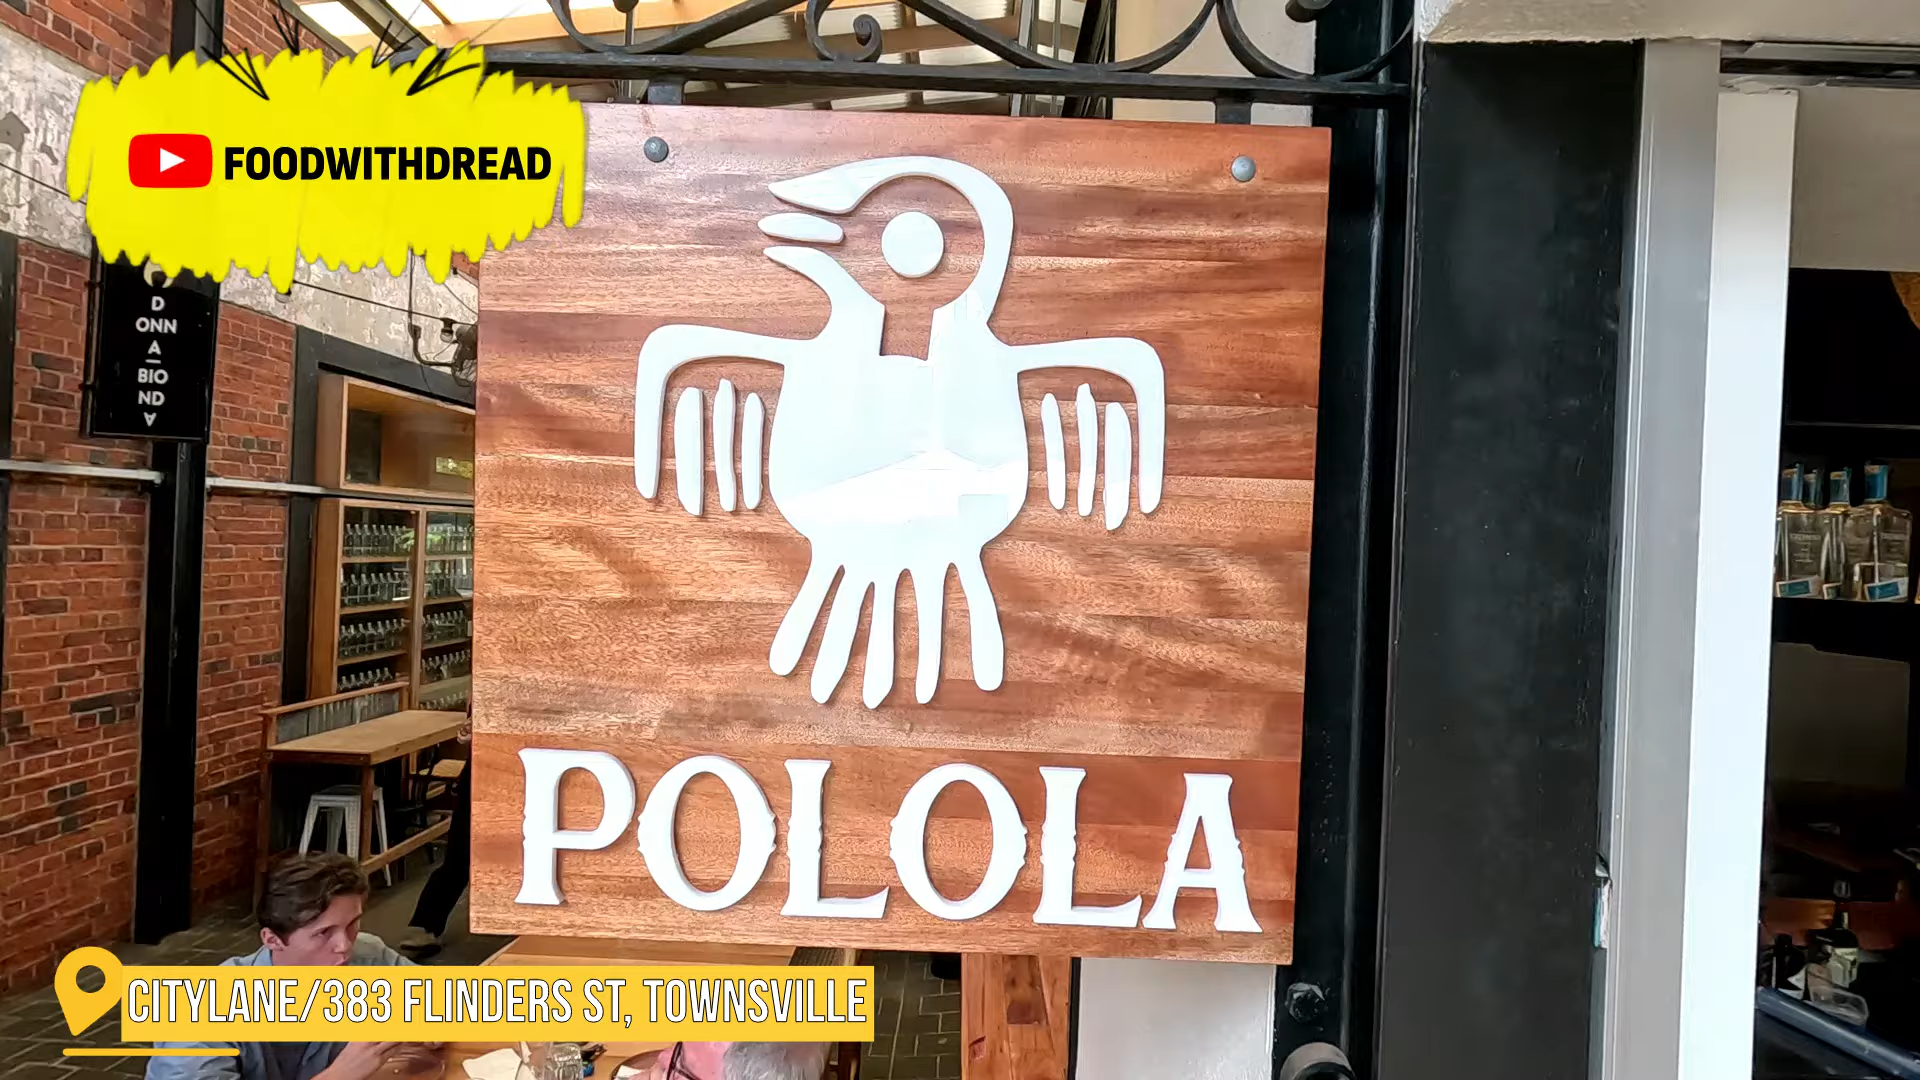 FOODWITHDREAD
D
ONN
A
BIO
ND
A
POLOLA
CITYLANE/383 FLINDERS ST, TOWNSVILLE